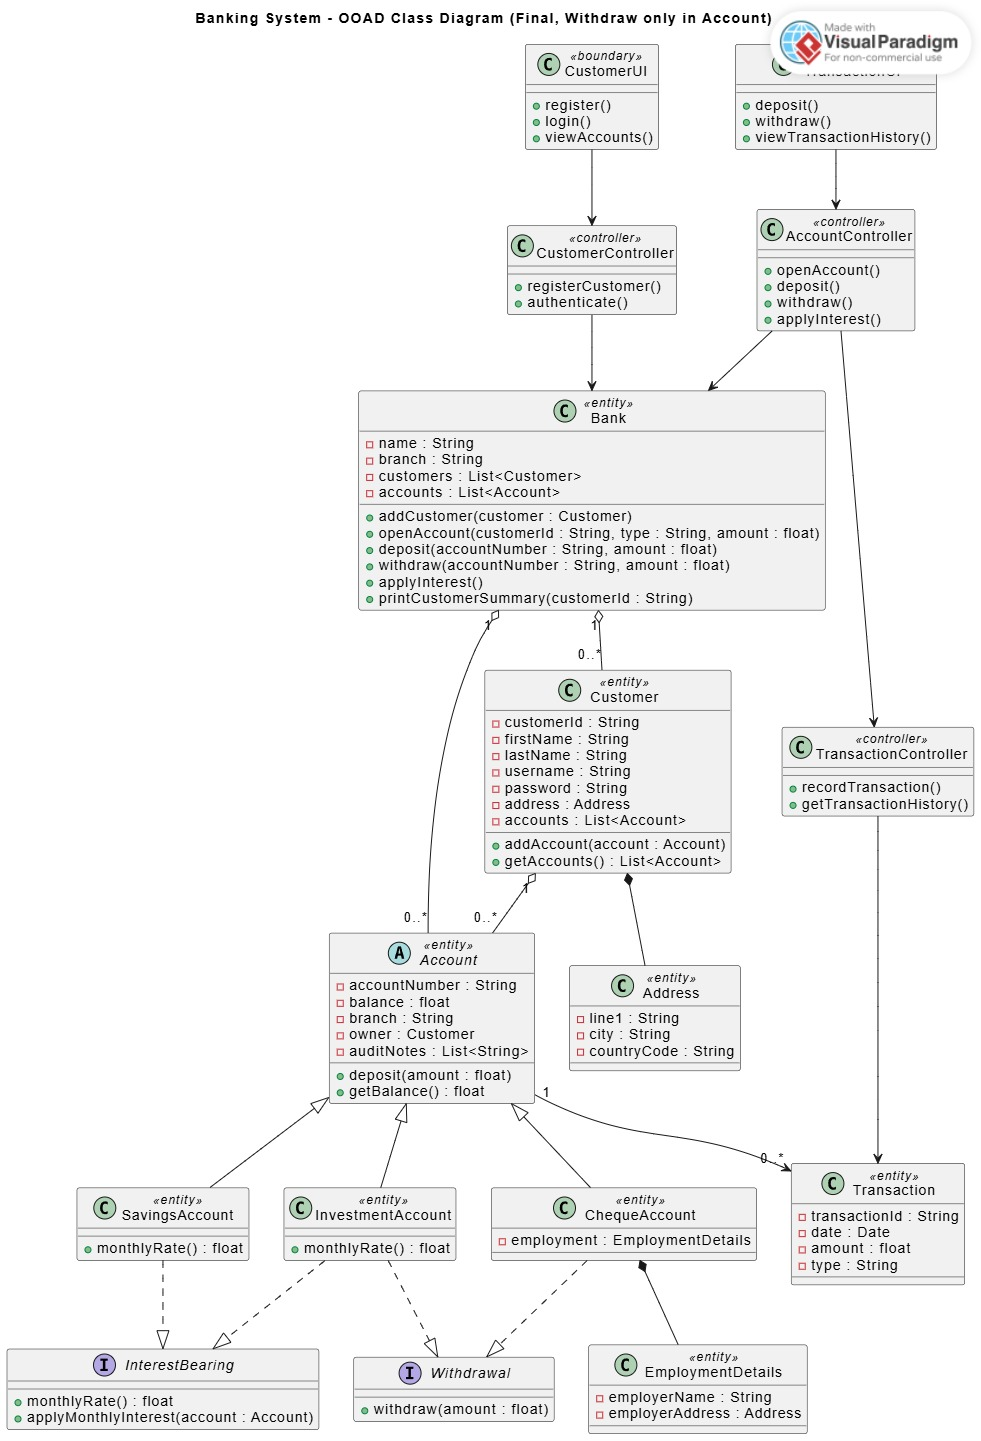 Banking System - OOAD Class Diagram (Final, Withdraw only in Account)
Made with
VisualParadigm
For non-commercial use
C
«boundary»
CustomerUI
register()
login()
viewAccounts()
deposit()
withdraw()
viewTransactionHistory()
C
«controller»
CustomerController
registerCustomer()
authenticate()
C
«controller»
AccountController
openAccount()
deposit()
withdraw()
applyInterest()
C
«entity»
Bank
name : String
branch : String
customers : List<Customer>
accounts : List<Account>
addCustomer(customer : Customer)
openAccount(customerId : String, type : String, amount : float)
deposit(accountNumber : String, amount : float)
withdraw(accountNumber : String, amount : float)
applyInterest()
printCustomerSummary(customerId : String)
1
1
0..*
C
«entity»
Customer
customerId : String
firstName : String
lastName : String
username : String
password : String
address : Address
accounts : List<Account>
addAccount(account : Account)
getAccounts() : List<Account>
C
«controller»
TransactionController
recordTransaction()
getTransactionHistory()
1
0..*
0..*
A
«entity»
Account
accountNumber : String
balance : float
branch : String
owner : Customer
auditNotes : List<String>
deposit(amount : float)
getBalance() : float
C
«entity»
Address
line1 : String
city : String
countryCode : String
1
0..*
C
«entity»
SavingsAccount
monthlyRate() : float
C
«entity»
InvestmentAccount
monthlyRate() : float
C
«entity»
ChequeAccount
employment : EmploymentDetails
C
«entity»
Transaction
transactionId : String
date : Date
amount : float
type : String
I
InterestBearing
monthlyRate() : float
applyMonthlyInterest(account : Account)
I
Withdrawal
withdraw(amount : float)
C
«entity»
EmploymentDetails
employerName : String
employerAddress : Address